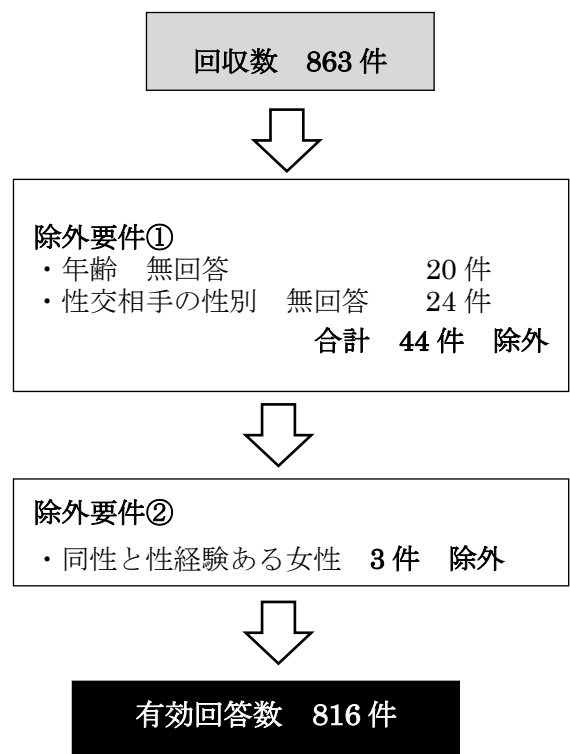 回収数　863 件
除外要件①
・年齢　無回答　20 件
・性交相手の性別　無回答　24 件
合計　44 件　除外
除外要件②
・同性と性経験ある女性　3 件　除外
有効回答数　816 件